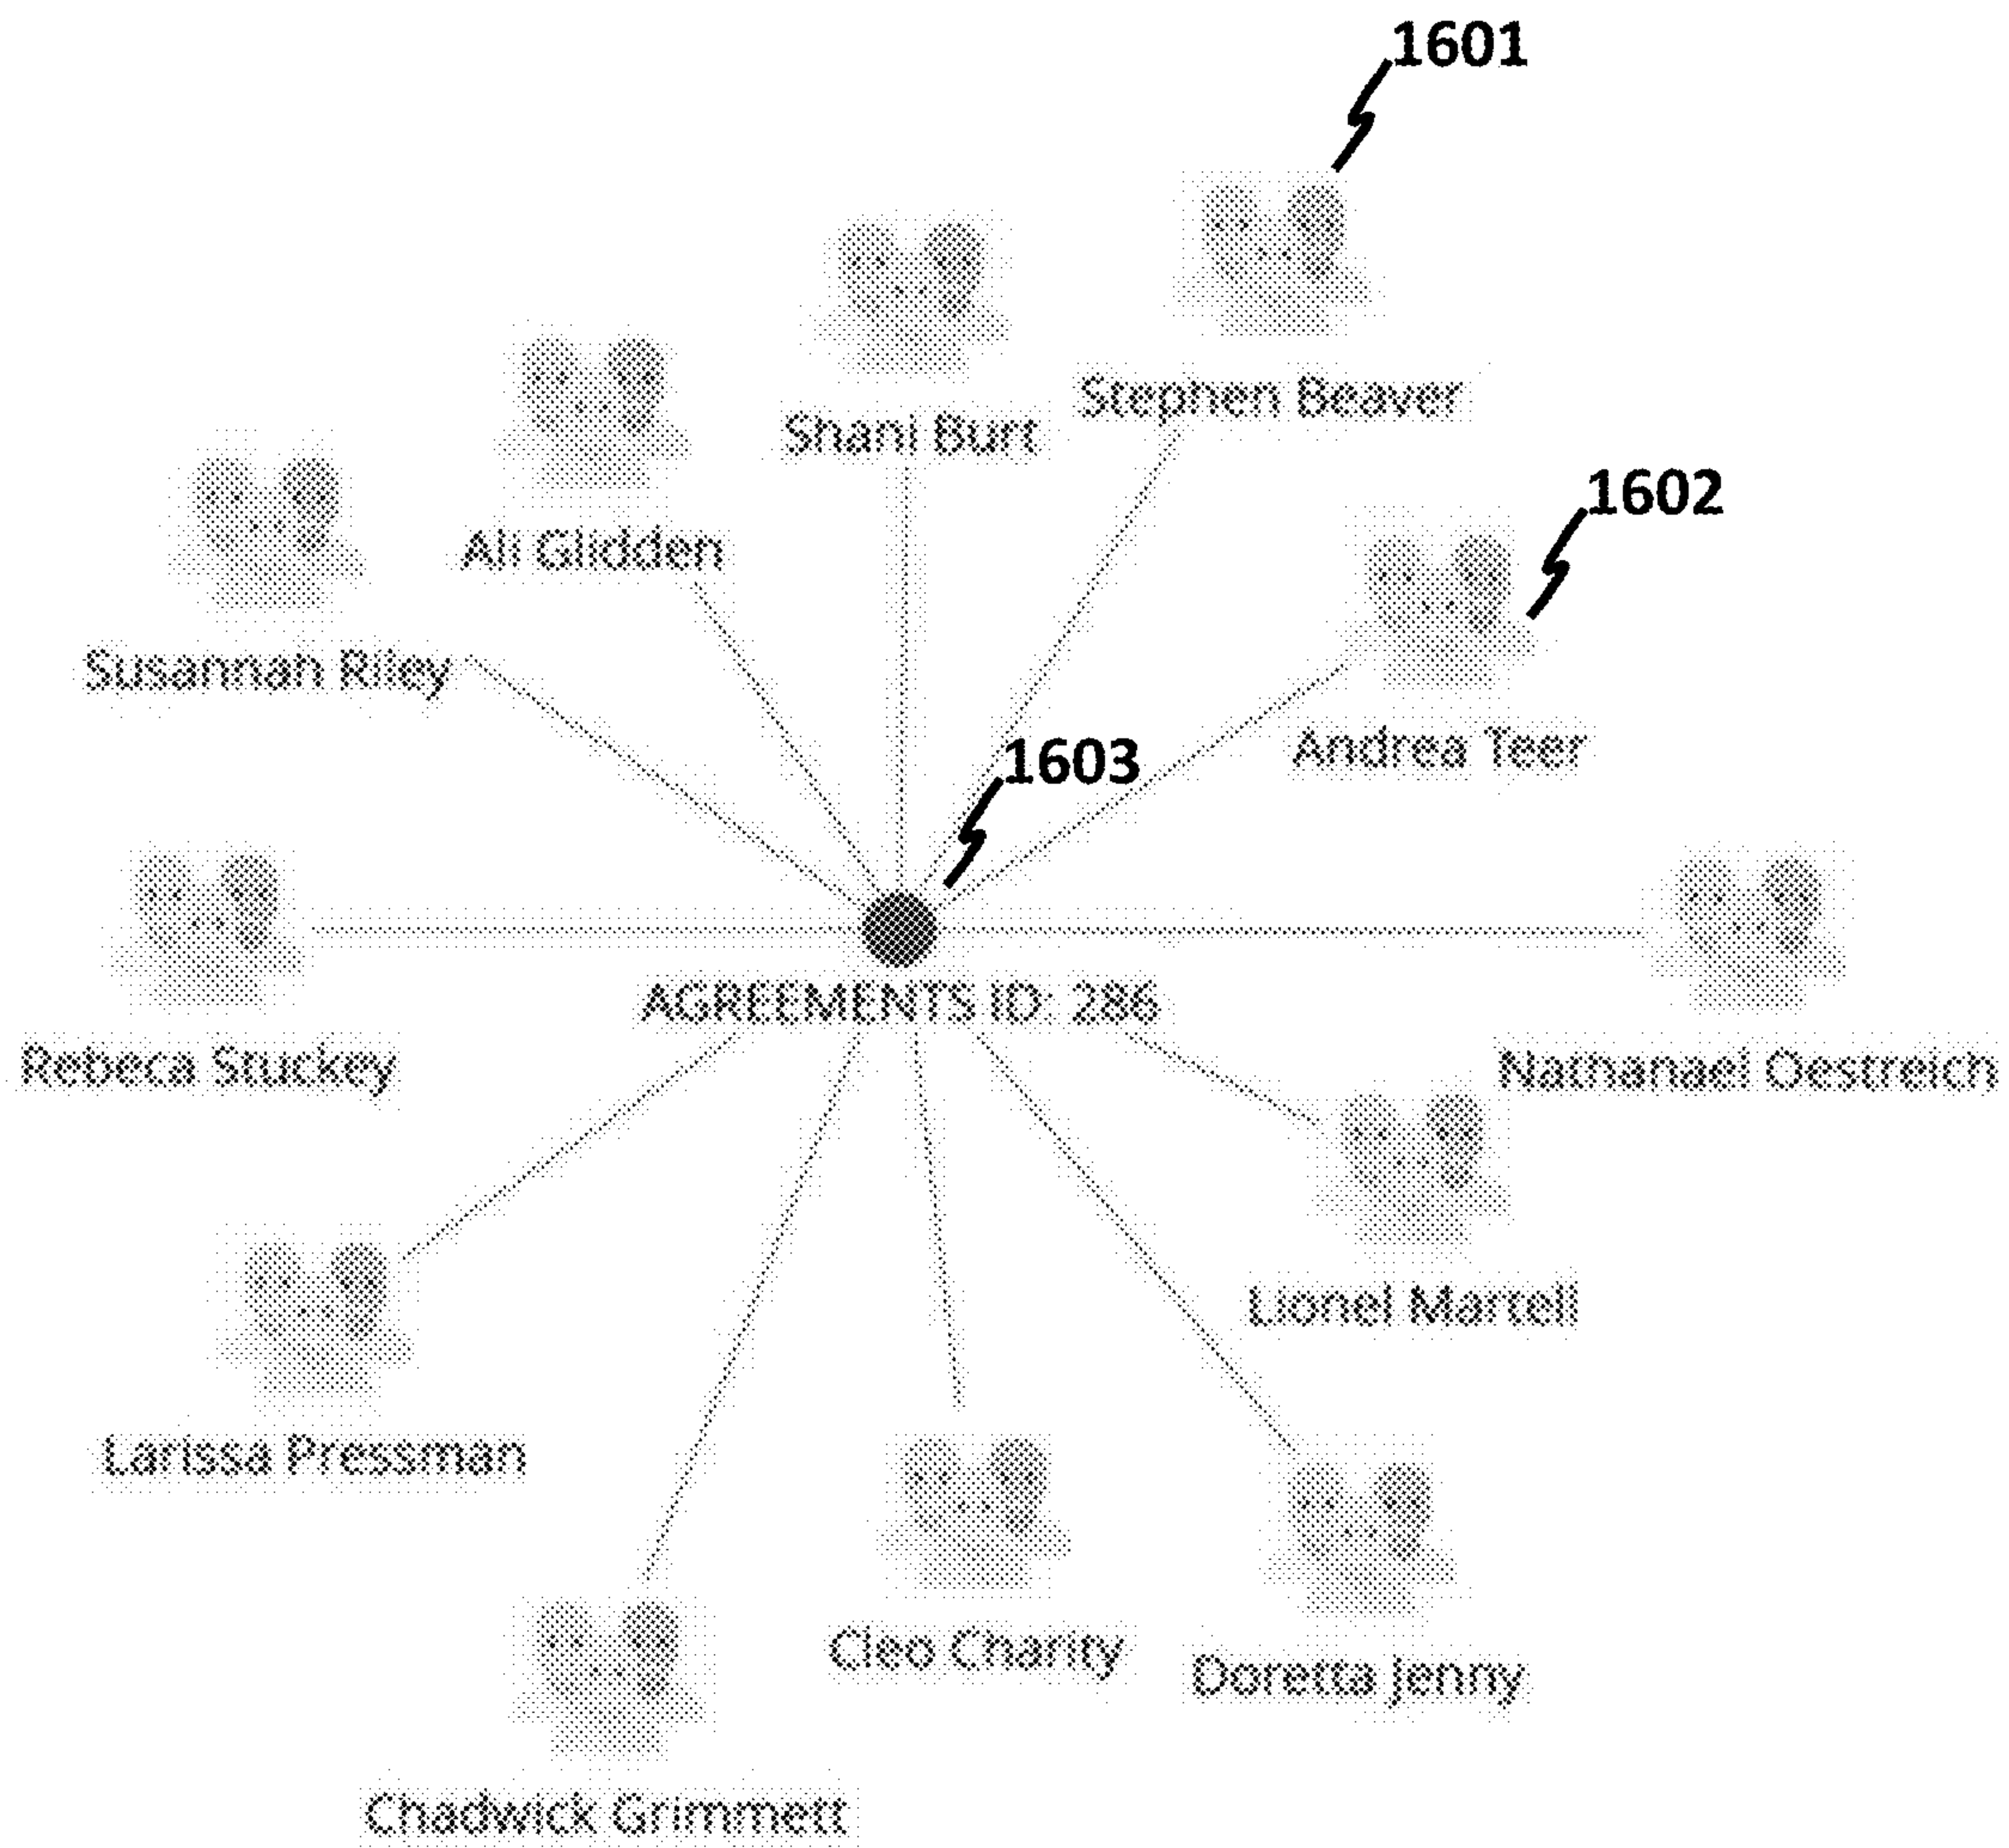 1601
Stephen Beaver
Shani Burt
1602
Ali Glidden
Susannah Riley
Andrea Teer
1603
AGREEMENTS ID: 286
Rebeca Stuckey
Nathanael Oestreich
Lionel Martell
Larissa Pressman
Cleo Charity
Doretta Jenny
Chadwick Grimmett